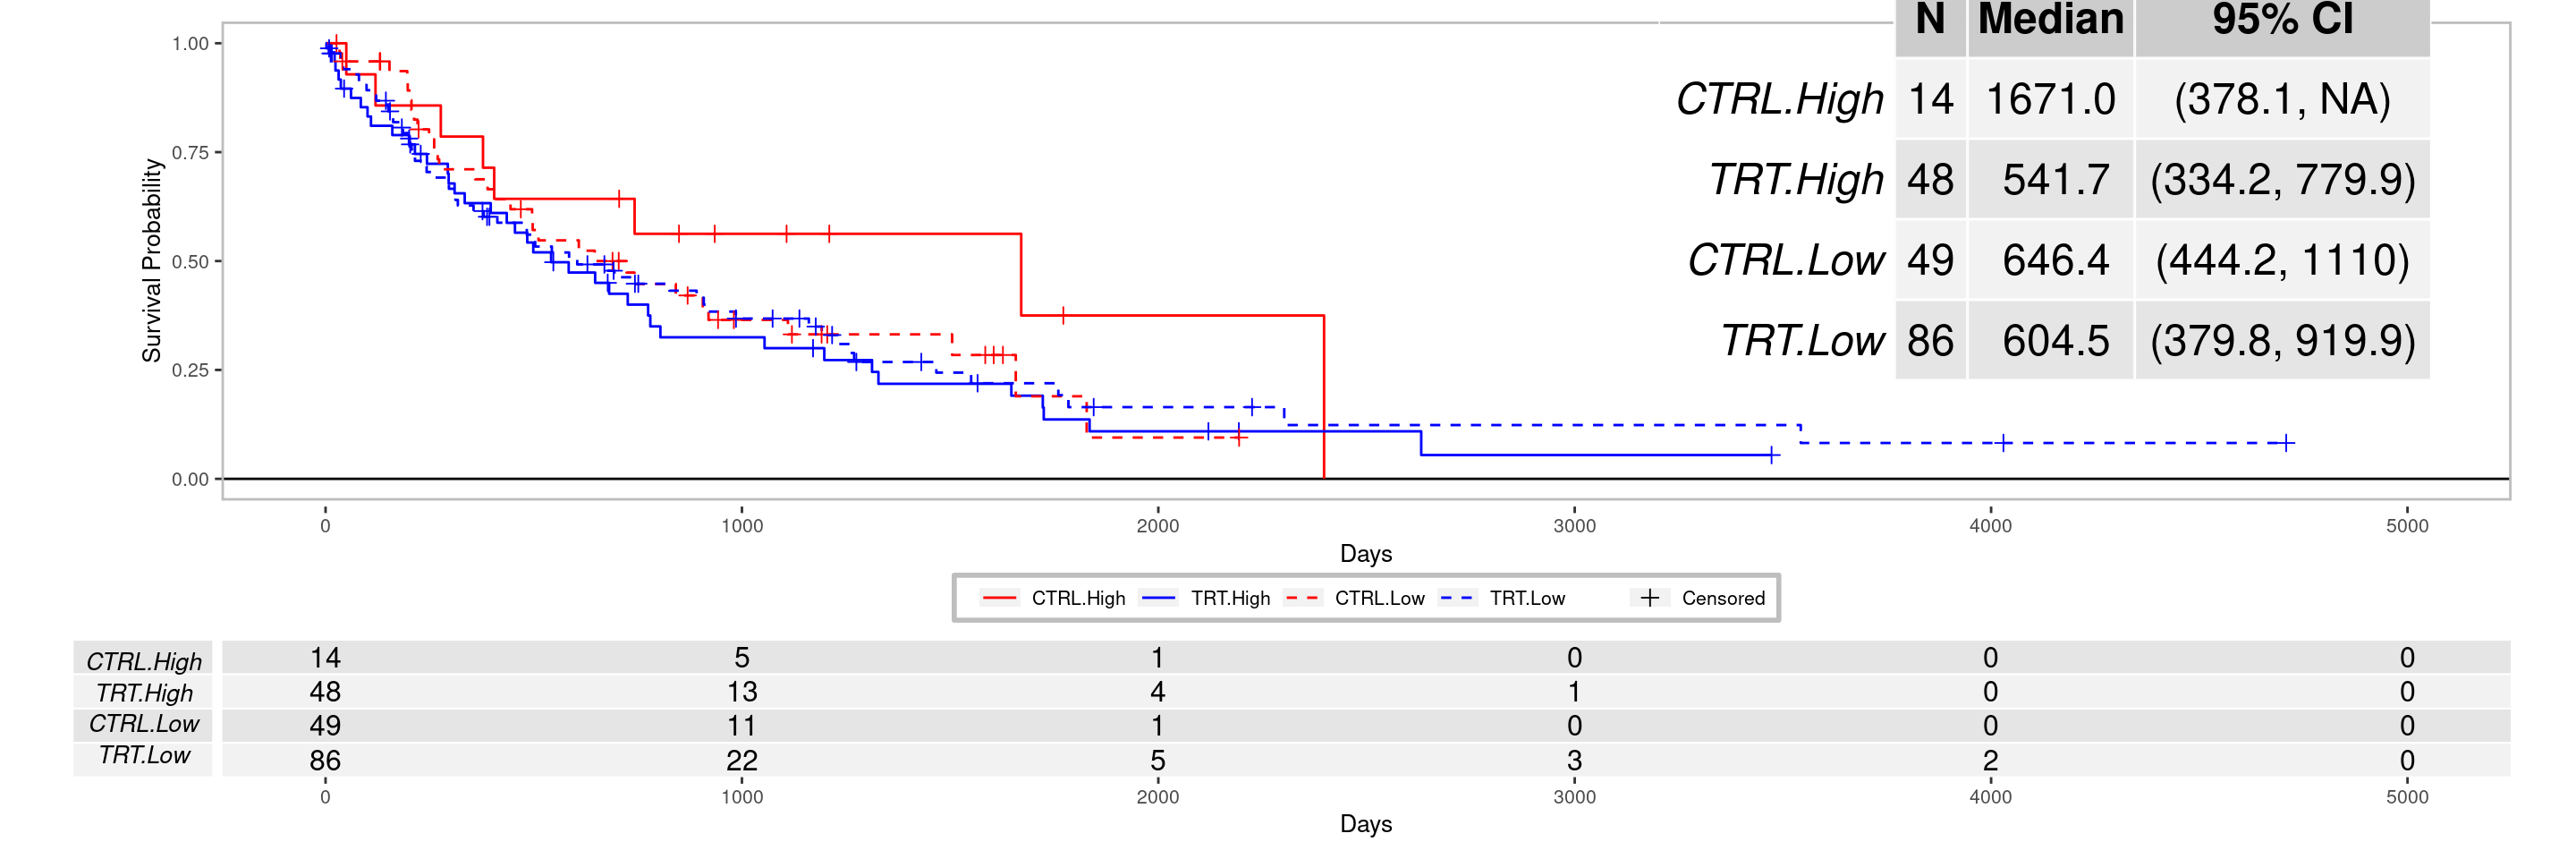 N Median 95% CI
CTRL.High 14 1671.0 (378.1, NA)
TRT.High 48 541.7 (334.2, 779.9)
CTRL.Low 49 646.4 (444.2, 1110)
TRT.Low 86 604.5 (379.8, 919.9)
Survival Probability
1.00
0.75
0.50
0.25
0.00
0 1000 2000 3000 4000 5000
Days
CTRL.High TRT.High CTRL.Low TRT.Low Censored
CTRL.High 14 5 1 0 0 0
TRT.High 48 13 4 1 0 0
CTRL.Low 49 11 1 0 0 0
TRT.Low 86 22 5 3 2 0
0 1000 2000 3000 4000 5000
Days